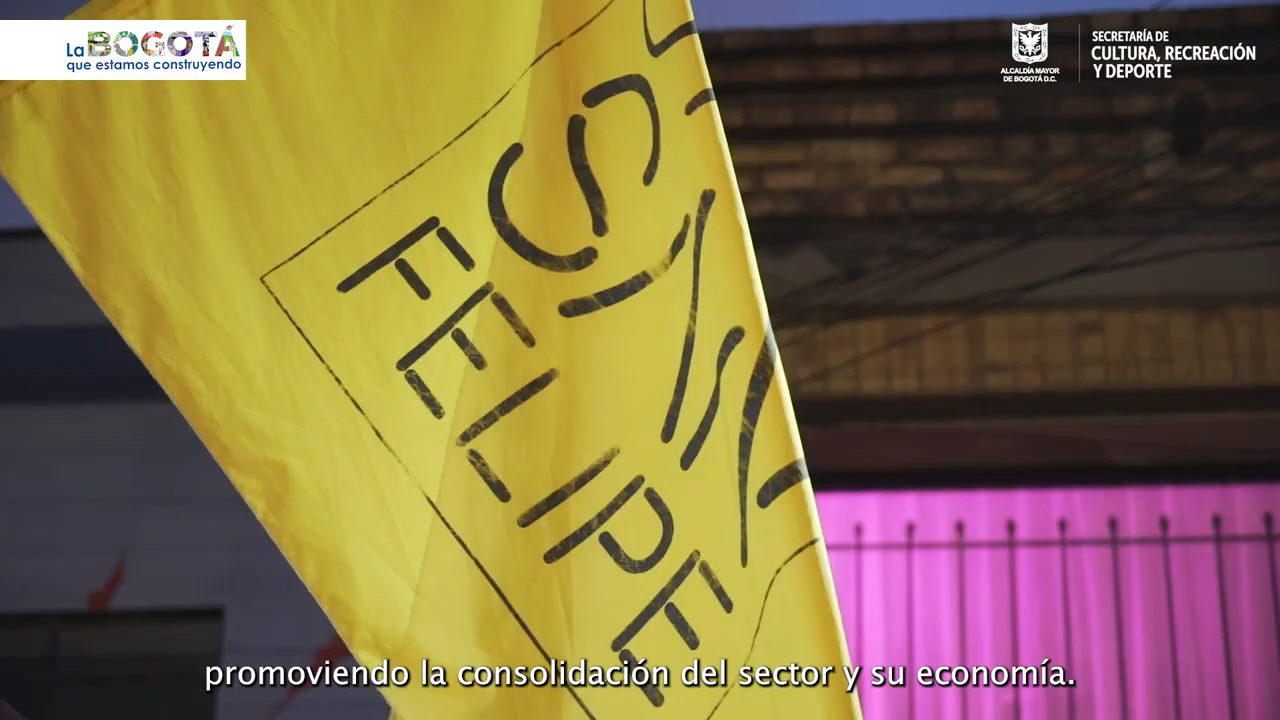 La BOGOTÁ
que estamos construyendo
ALCALDÍA MAYOR
DE BOGOTÁ D.C.
SECRETARÍA DE
CULTURA, RECREACIÓN
Y DEPORTE
FELIPE
promoviendo la consolidación del sector y su economía.